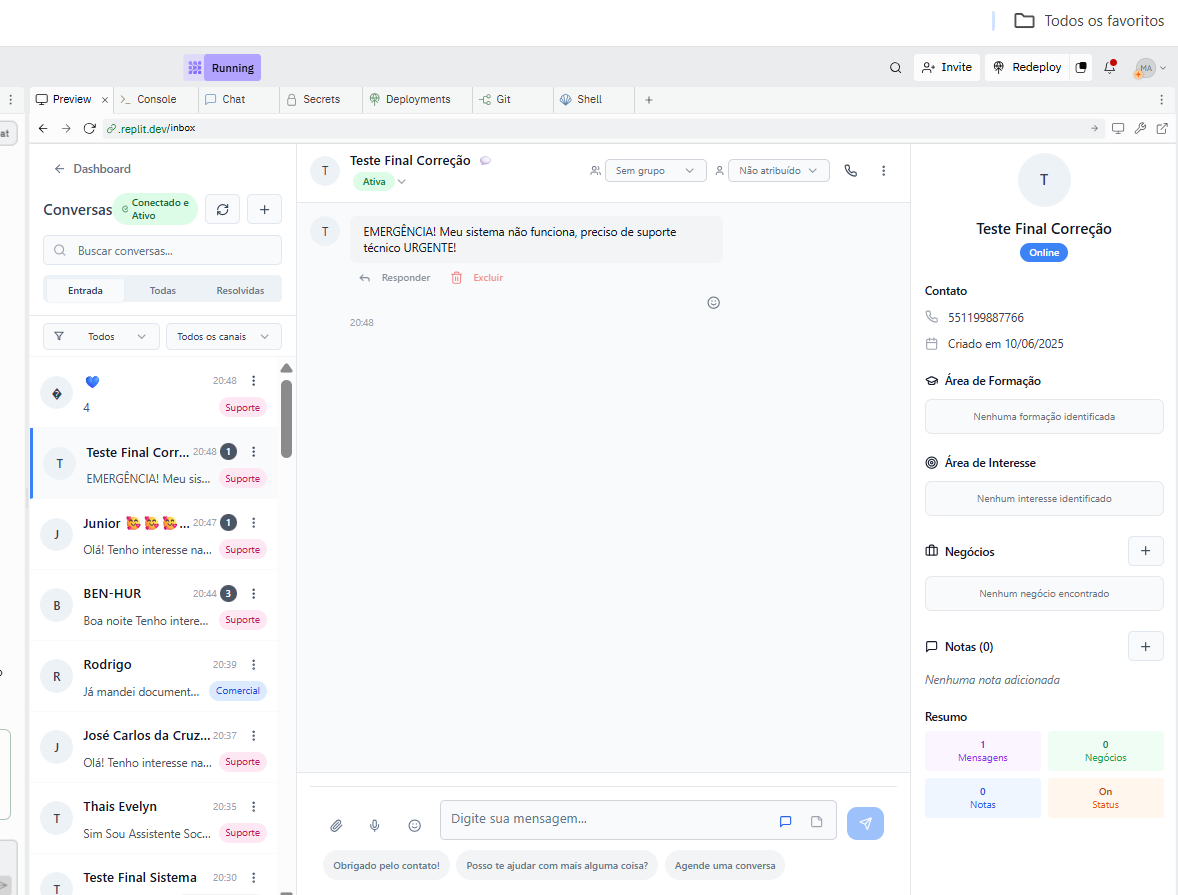 Todos os favoritos
Running
Invite
Redeploy
MA
Preview
Console
Chat
Secrets
Deployments
Git
Shell
at
.replit.dev/inbox
Dashboard
Conversas
Conectado e
Ativo
Buscar conversas...
Entrada
Todas
Resolvidas
Todos
Todos os canais
💙
20:48
4
Suporte
T
Teste Final Corr...
20:48
1
EMERGÊNCIA! Meu sis...
Suporte
J
Junior 🥰 🥰 🥰 ...
20:47
1
Olá! Tenho interesse na...
Suporte
B
BEN-HUR
20:44
3
Boa noite Tenho intere...
Suporte
R
Rodrigo
20:39
Já mandei document...
Comercial
J
José Carlos da Cruz...
20:37
Olá! Tenho interesse na...
Suporte
T
Thais Evelyn
20:35
Sim Sou Assistente Soc...
Suporte
T
Teste Final Sistema
20:30
T
Teste Final Correção
Ativa
Sem grupo
Não atribuído
T
EMERGÊNCIA! Meu sistema não funciona, preciso de suporte
técnico URGENTE!
Responder
Excluir
20:48
Digite sua mensagem...
Obrigado pelo contato!
Posso te ajudar com mais alguma coisa?
Agende uma conversa
T
Teste Final Correção
Online
Contato
551199887766
Criado em 10/06/2025
Área de Formação
Nenhuma formação identificada
Área de Interesse
Nenhum interesse identificado
Negócios
Nenhum negócio encontrado
Notas (0)
Nenhuma nota adicionada
Resumo
1
Mensagens
0
Negócios
0
Notas
On
Status